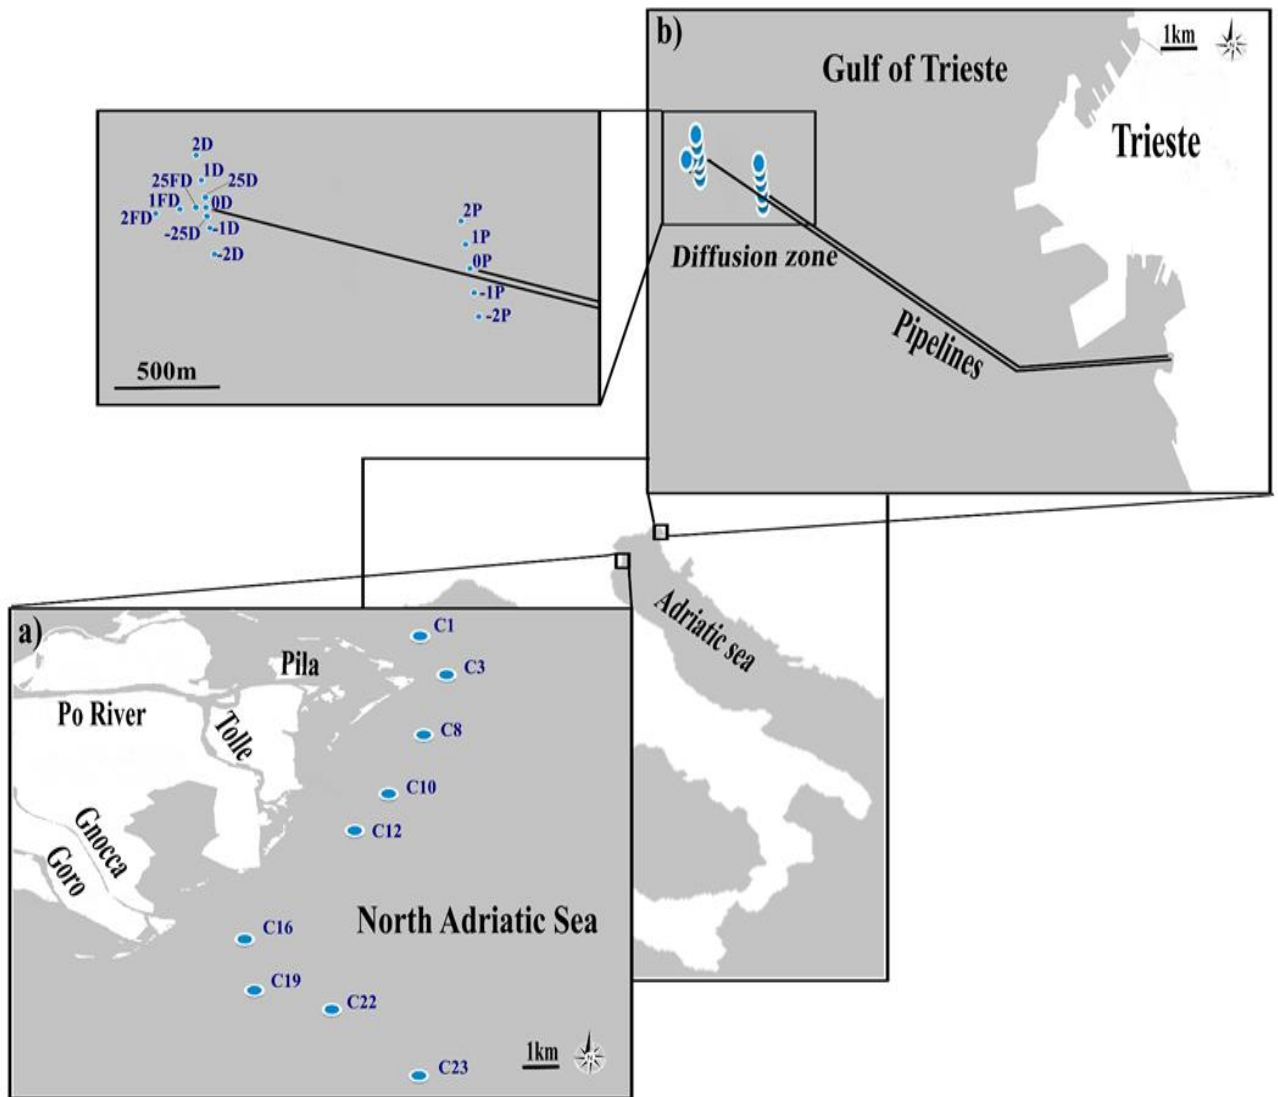 b)
1km
N
Gulf of Trieste
Trieste
Diffusion zone
Pipelines
2D
1D
25FD
25D
1FD
0D
2FD
-25D
-1D
-2D
2P
1P
0P
-1P
-2P
500m
Adriatic sea
a)
C1
Pila
C3
Po River
Tolle
C8
C10
C12
Gnocca
Goro
C16
North Adriatic Sea
C19
C22
1km
N
C23